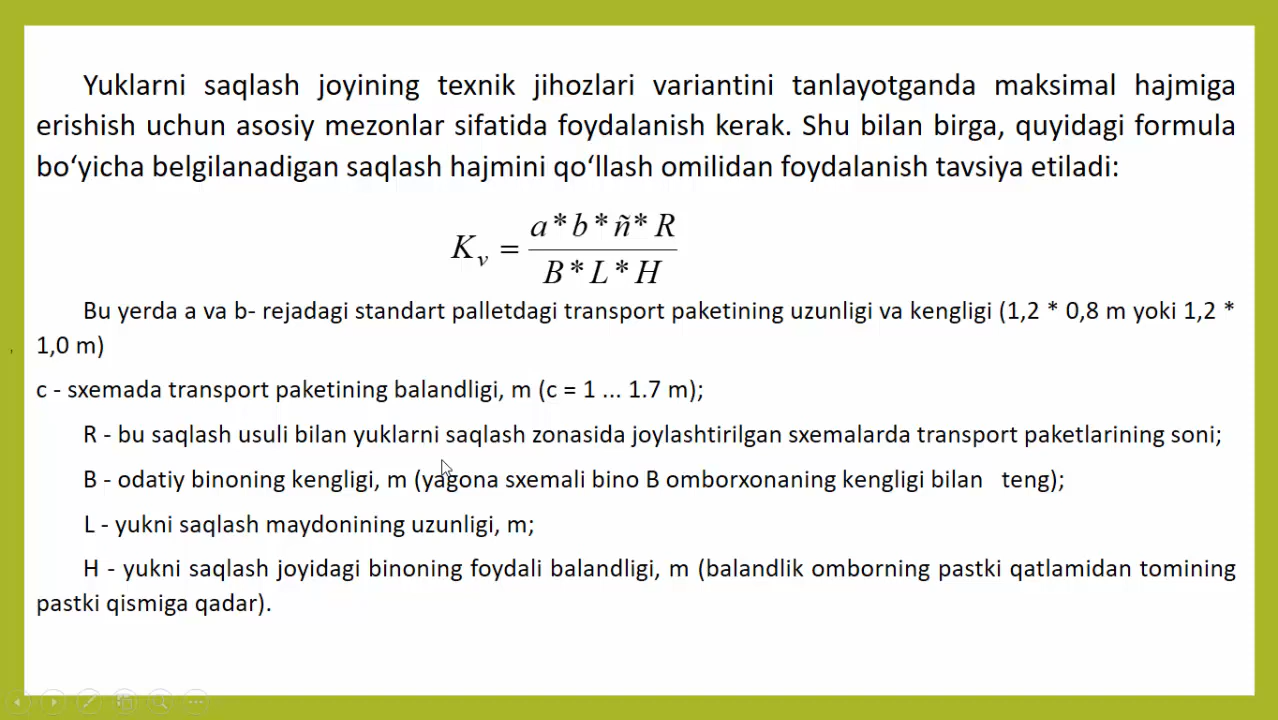 Yuklarni saqlash joyining texnik jihozlari variantini tanlayotganda maksimal hajmiga
erishish uchun asosiy mezonlar sifatida foydalanish kerak. Shu bilan birga, quyidagi formula
bo‘yicha belgilanadigan saqlash hajmini qo‘llash omilidan foydalanish tavsiya etiladi:
K_v = \frac{a * b * ñ * R}{B * L * H}
Bu yerda a va b- rejadagi standart palletdagi transport paketining uzunligi va kengligi (1,2 * 0,8 m yoki 1,2 *
1,0 m)
c - sxemada transport paketining balandligi, m (c = 1 ... 1.7 m);
R - bu saqlash usuli bilan yuklarni saqlash zonasida joylashtirilgan sxemalarda transport paketlarining soni;
B - odatiy binoning kengligi, m (yagona sxemali bino B omborxonaning kengligi bilan teng);
L - yukni saqlash maydonining uzunligi, m;
H - yukni saqlash joyidagi binoning foydali balandligi, m (balandlik omborning pastki qatlamidan tomining
pastki qismiga qadar).